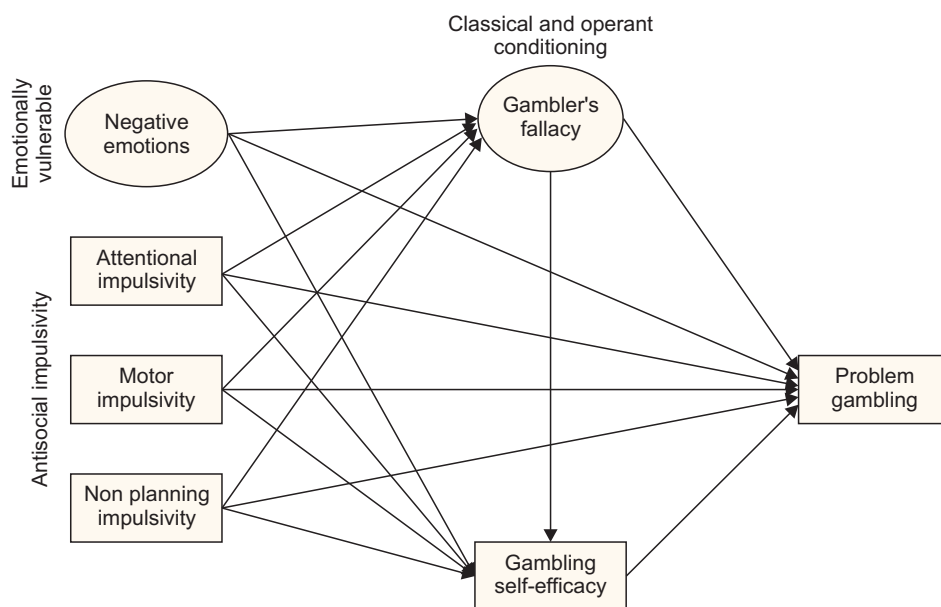 Classical and operant
conditioning
Emotionally
vulnerable
Negative
emotions
Gambler's
fallacy
Antisocial impulsivity
Attentional
impulsivity
Motor
impulsivity
Problem
gambling
Non planning
impulsivity
Gambling
self-efficacy